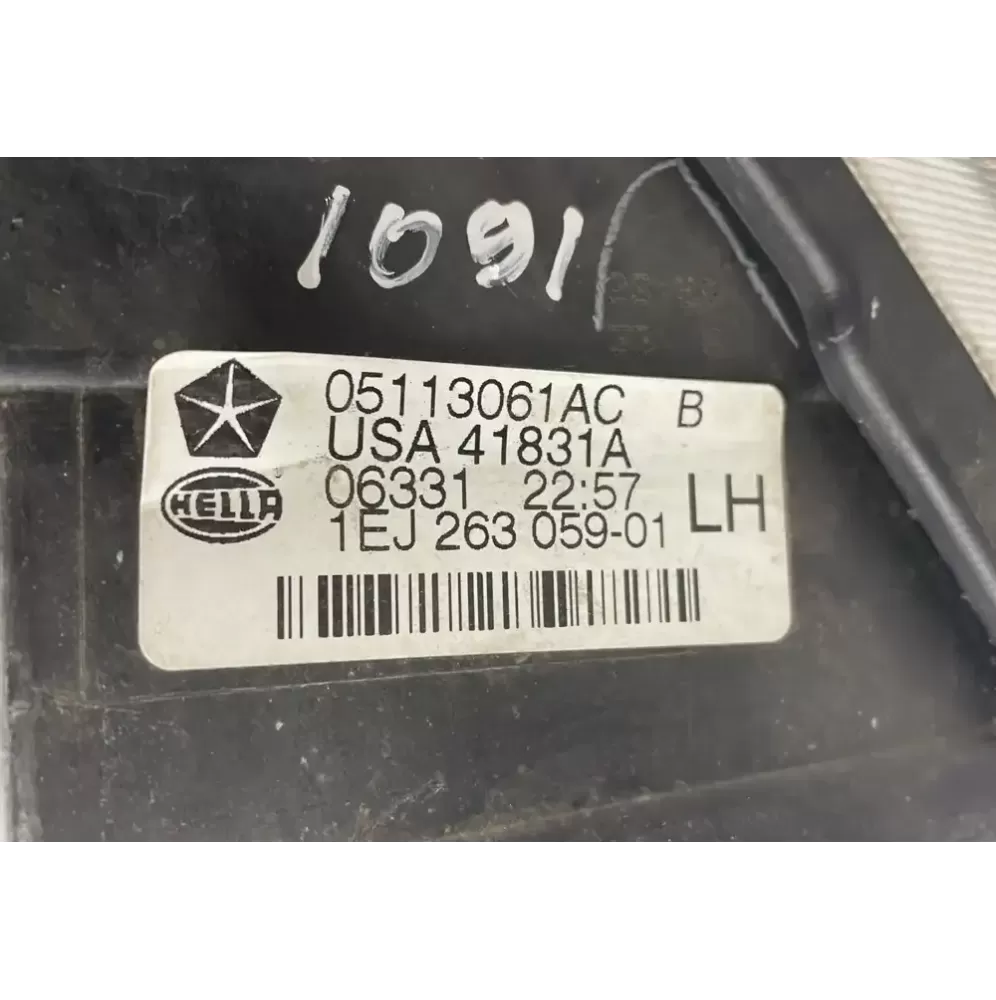 1091
05113061AC B
USA 41831A
06331 22:57 LH
HELLA
1EJ 263 059-01